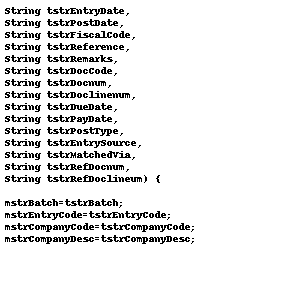 String tstrEntryDate,
String tstrPostDate,
String tstrFiscalCode,
String tstrReference,
String tstrRemarks,
String tstrDocCode,
String tstrDocnum,
String tstrDoclinenum,
String tstrDueDate,
String tstrPayDate,
String tstrPostType,
String tstrEntrySource,
String tstrMatchedVia,
String tstrRefDocnum,
String tstrRefDoclineum) {
mstrBatch=tstrBatch;
mstrEntryCode=tstrEntryCode;
mstrCompanyCode=tstrCompanyCode;
mstrCompanyDesc=tstrCompanyDesc;